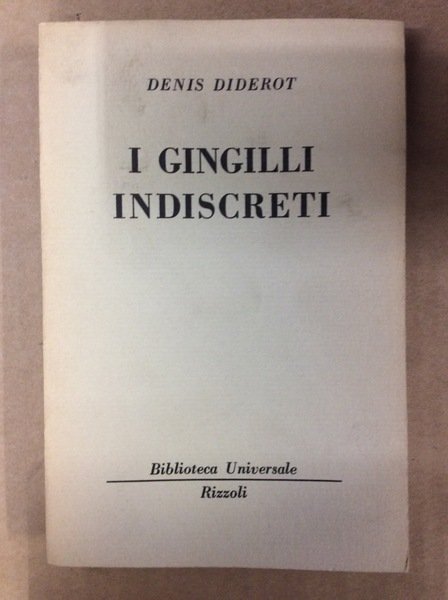 DENIS DIDEROT
I GINGILLI
INDISCRETI
Biblioteca Universale
Rizzoli